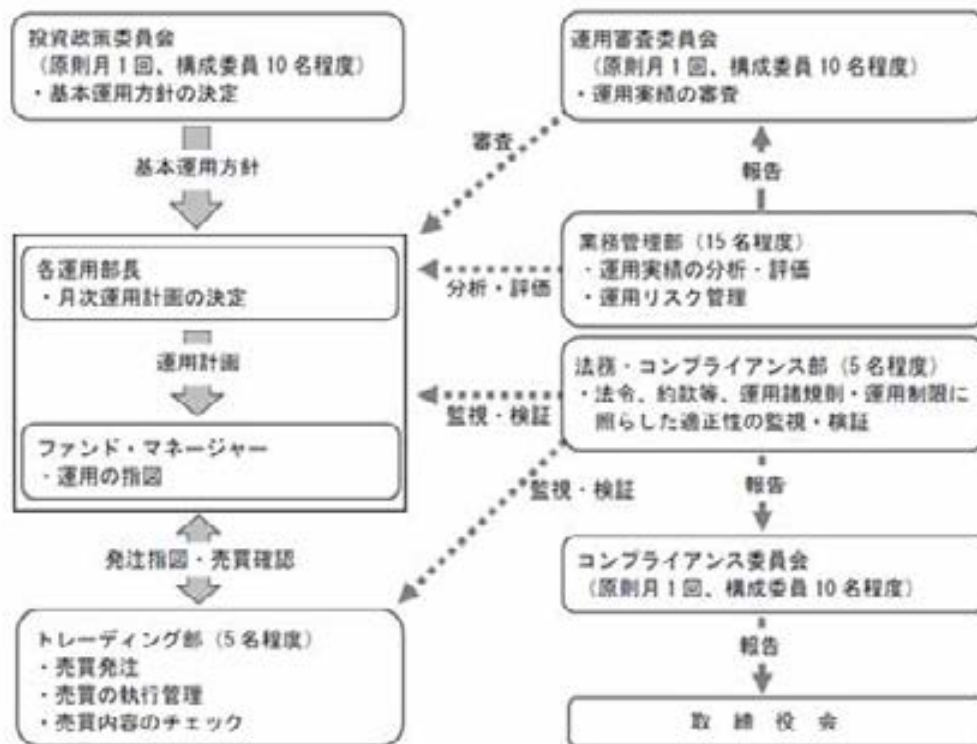 投資政策委員会
（原則月1回、構成委員10名程度）
・基本運用方針の決定
基本運用方針
各運用部長
・月次運用計画の決定
運用計画
ファンド・マネージャー
・運用の指図
発注指図・売買確認
トレーディング部（5名程度）
・売買発注
・売買の執行管理
・売買内容のチェック
運用審査委員会
（原則月1回、構成委員10名程度）
・運用実績の審査
審査
報告
業務管理部（15名程度）
・運用実績の分析・評価
・運用リスク管理
分析・評価
法務・コンプライアンス部（5名程度）
・法令、約款等、運用諸規則・運用制限に
照らした適正性の監視・検証
監視・検証
監視・検証
報告
コンプライアンス委員会
（原則月1回、構成委員10名程度）
報告
取締役会